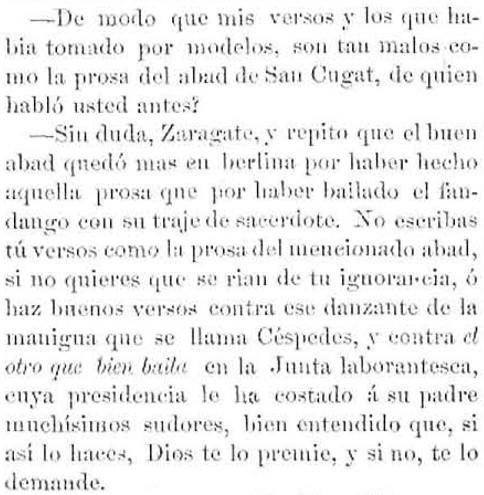 —De modo que mis versos y los que ha-
bia tomado por modelos, son tan malos co-
mo la prosa del abad de San Cugat, de quien
habló usted antes?
—Sin duda, Zaragate, y repito que el buen
abad quedó mas en berlina por haber hecho
aquella prosa que por haber bailado el fan-
dango con su traje de sacerdote. No escribas
tú versos como la prosa del mencionado abad,
si no quieres que se rian de tu ignorancia, ó
haz buenos versos contra ese danzante de la
manigua que se llama Céspedes, y contra el
otro que bien baila en la Junta laborantesca,
cuya presidencia le ha costado á su padre
muchísimos sudores, bien entendido que, si
así lo haces, Dios te lo premie, y si no, te lo
demande.